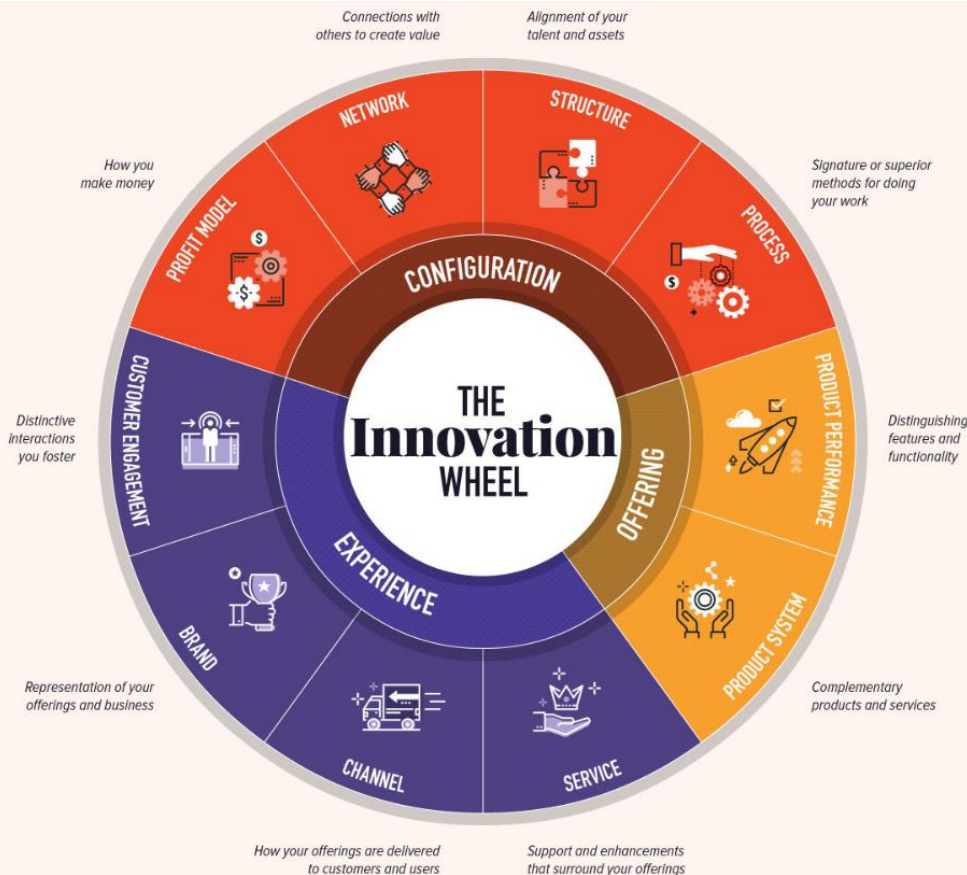 Connections with
others to create value
Alignment of your
talent and assets
NETWORK
STRUCTURE
How you
make money
Signature or superior
methods for doing
your work
PROFIT MODEL
$
$
PROCESS
$
CONFIGURATION
CUSTOMER ENGAGEMENT
PRODUCT PERFORMANCE
THE
Innovation
WHEEL
Distinctive
interactions
you foster
Distinguishing
features and
functionality
OFFERING
EXPERIENCE
BRAND
PRODUCT SYSTEM
Representation of your
offerings and business
Complementary
products and services
CHANNEL
SERVICE
How your offerings are delivered
to customers and users
Support and enhancements
that surround your offerings